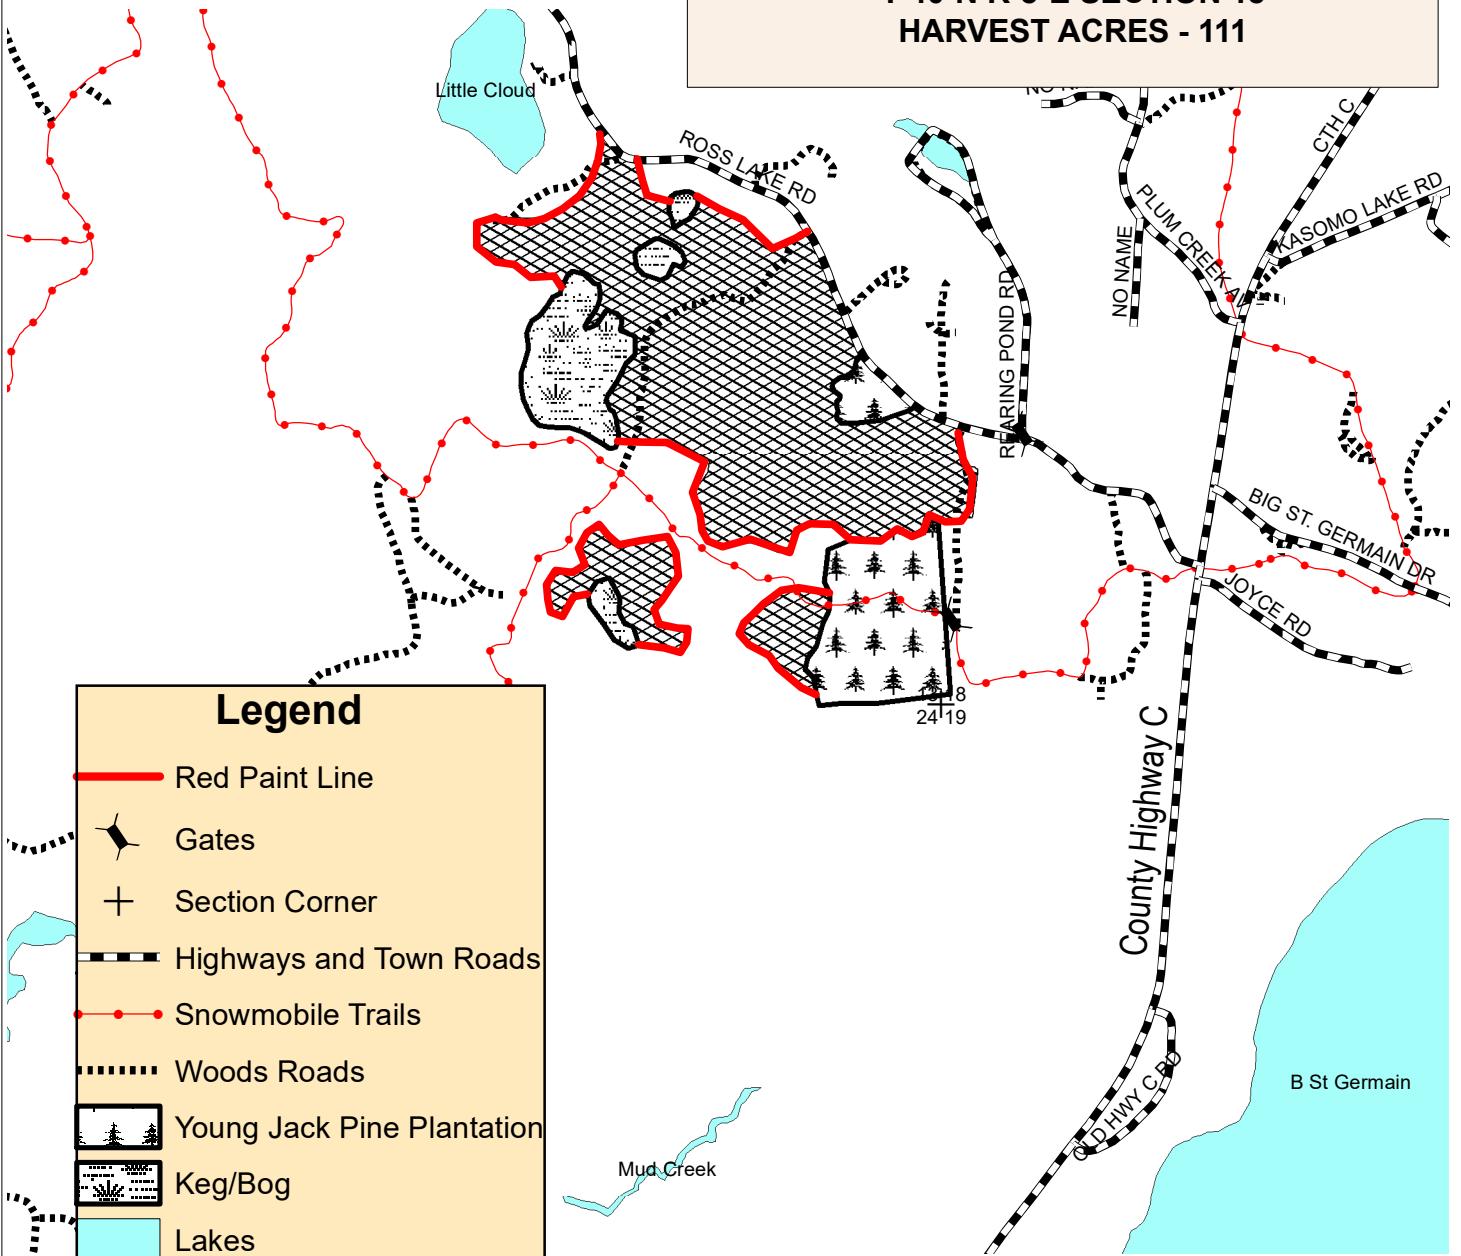 HARVEST ACRES - 111
Little Cloud
ROSS LAKE RD
CTH C
KASOMO LAKE RD
PLUM CREEK AVE
NO NAME
REARING POND RD
BIG ST. GERMAIN DR
JOYCE RD
18
24 19
County Highway C
OLD HWY C RD
B St Germain
Mud Creek
Legend
Red Paint Line
Gates
Section Corner
Highways and Town Roads
Snowmobile Trails
Woods Roads
Young Jack Pine Plantation
Keg/Bog
Lakes